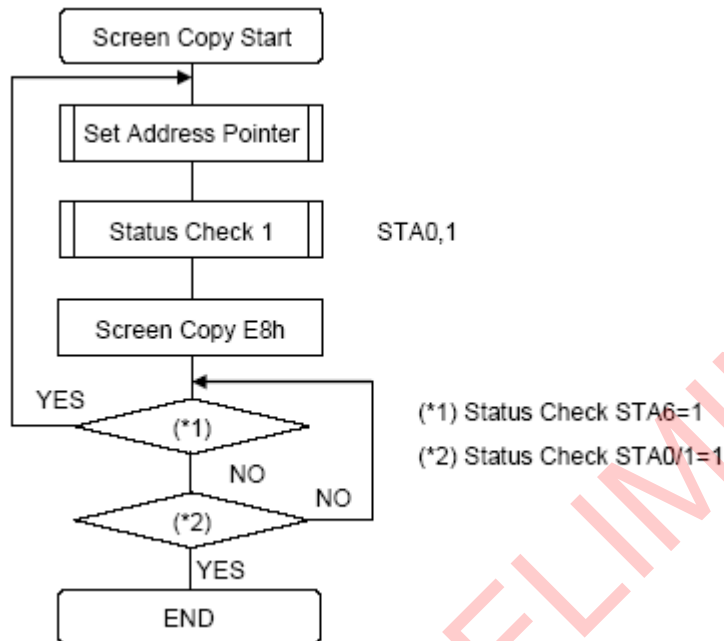 Screen Copy Start
Set Address Pointer
Status Check 1
STA0,1
Screen Copy E8h
YES
(*1)
(*1) Status Check STA6=1
NO
(*2) Status Check STA0/1=1
NO
(*2)
YES
END
ELIMI